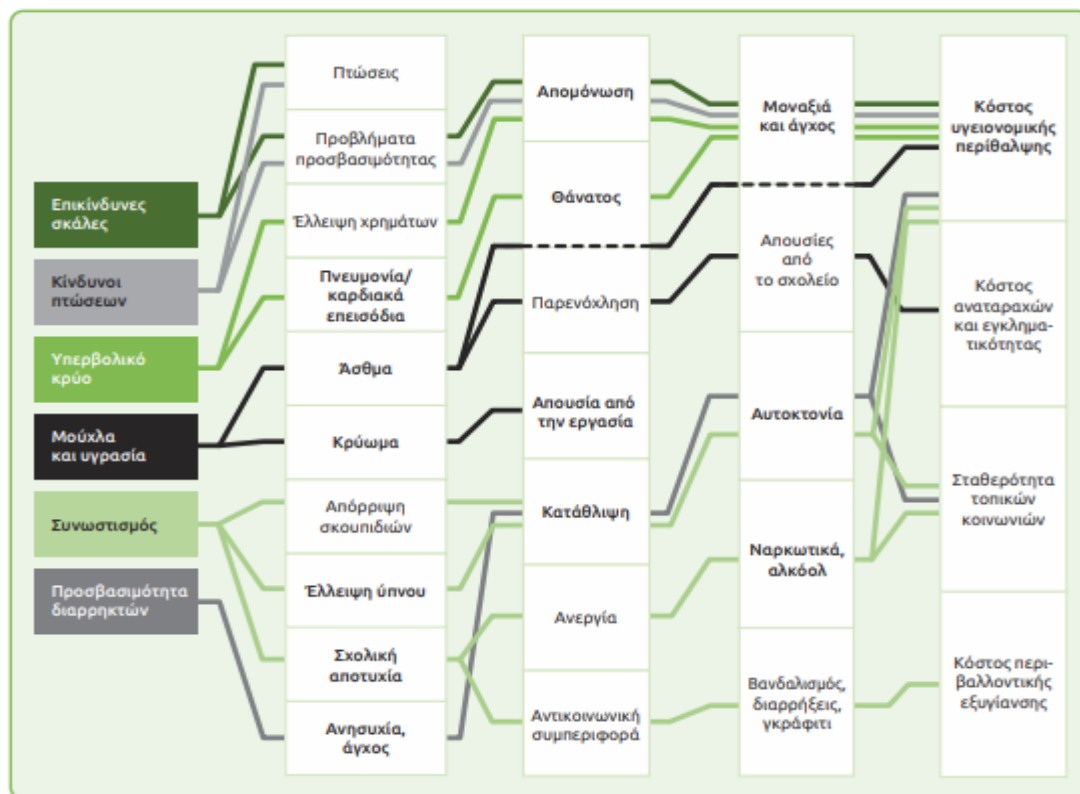 Επικίνδυνες
σκάλες
Κίνδυνοι
πτώσεων
Υπερβολικό
κρύο
Μούχλα
και υγρασία
Συνωστισμός
Προσβασιμότητα
διαρρηκτών
Πτώσεις
Προβλήματα
προσβασιμότητας
Έλλειψη χρημάτων
Πνευμονία/
καρδιακά
επεισόδια
Άσθμα
Κρύωμα
Απόρριψη
σκουπιδιών
Έλλειψη ύπνου
Σχολική
αποτυχία
Ανησυχία,
άγχος
Απομόνωση
Θάνατος
Παρενόχληση
Απουσία από
την εργασία
Κατάθλιψη
Ανεργία
Αντικοινωνική
συμπεριφορά
Μοναξιά
και άγχος
Απουσίες
από
το σχολείο
Αυτοκτονία
Ναρκωτικά,
αλκόολ
Βανδαλισμός,
διαρρήξεις,
γκράφιτι
Κόστος
υγειονομικής
περίθαλψης
Κόστος
αναταραχών
και εγκλημα-
τικότητας
Σταθερότητα
τοπικών
κοινωνιών
Κόστος περι-
βαλλοντικής
εξυγίανσης